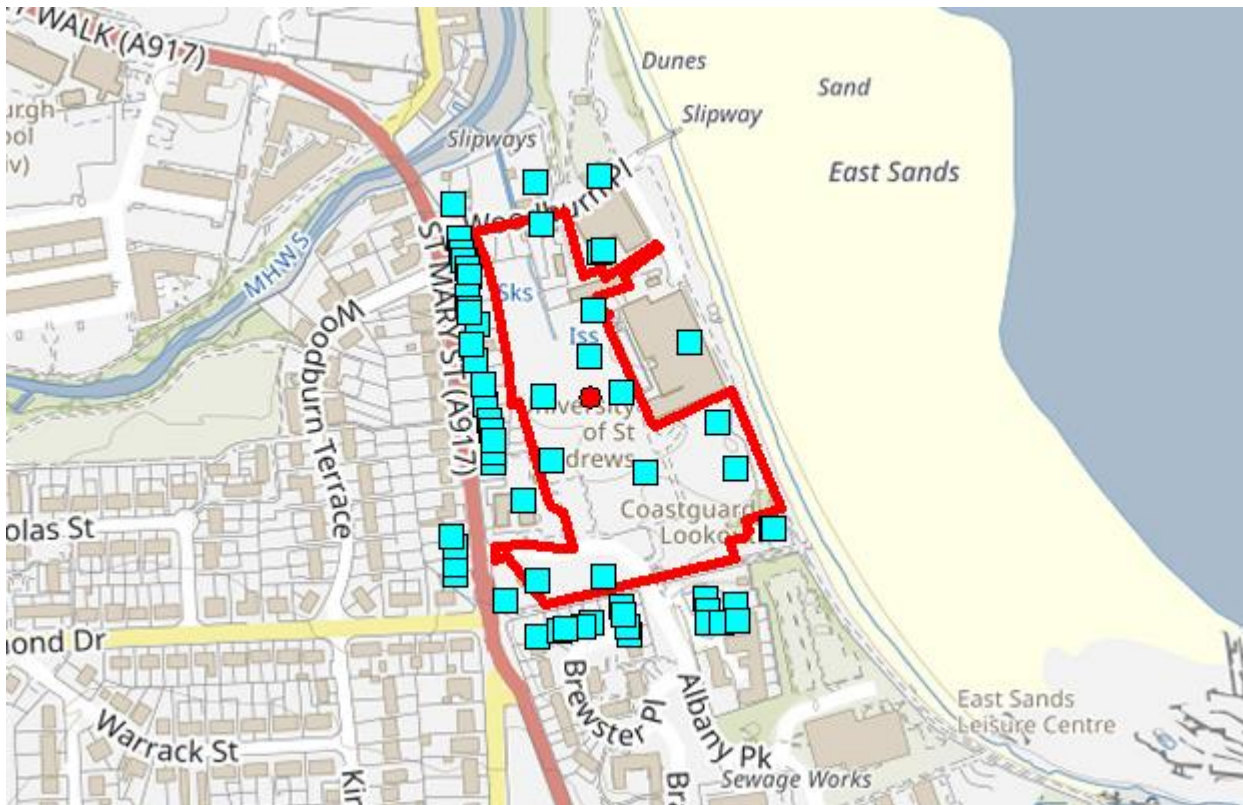 WALK (A917)
Dunes
Sand
Slipway
Slipways
East Sands
Woodburn Pl
MHWS
Sks
Iss
ST MARY ST (A917)
Woodburn Terrace
University
of St
drews
Coastguard
Lookout
olas St
ond Dr
Brewster Pl
Albany Pk
Warrack St
East Sands
Leisure Centre
Sewage Works